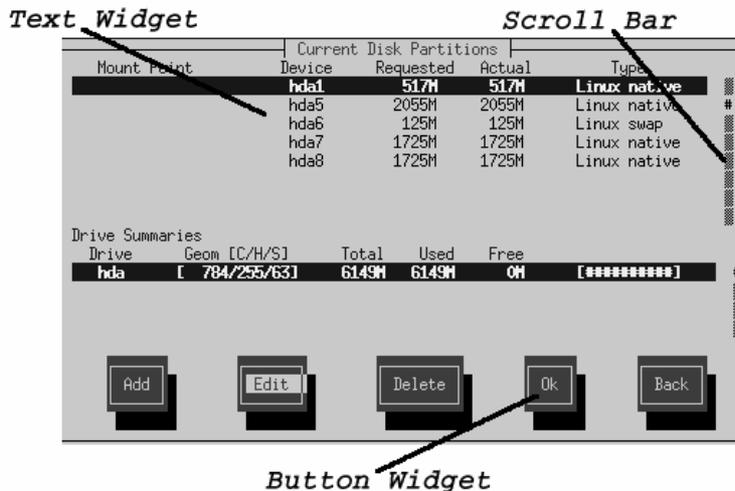 Text Widget Scroll Bar
Current Disk Partitions
Mount Point Device Requested Actual Type
hda1 517M 517M Linux native
hda5 2055M 2055M Linux native
hda6 125M 125M Linux swap
hda7 1725M 1725M Linux native
hda8 1725M 1725M Linux native
#
Drive Summaries
Drive Geom [C/H/S] Total Used Free
hda [ 784/255/63] 6149M 6149M 0M [##########]
Add Edit Delete Ok Back
Button Widget